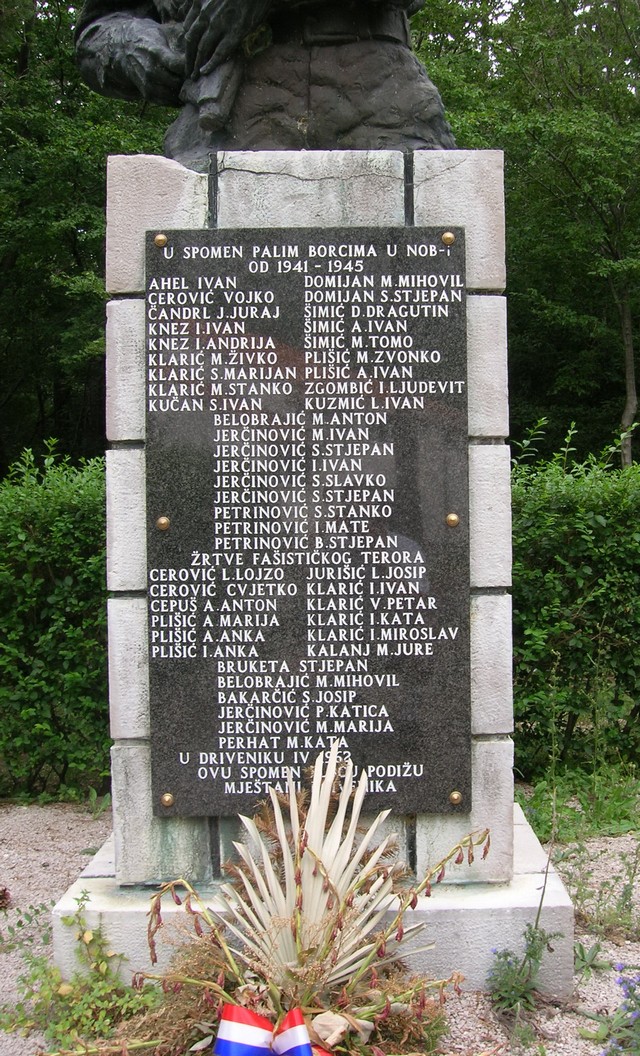 U SPOMEN PALIM BORCIMA U NOB-i
OD 1941 - 1945
AHEL IVAN DOMIJAN M.MIHOVIL
CEROVIĆ VOJKO DOMIJAN S.STJEPAN
ČANDRL J.JURAJ ŠIMIĆ D.DRAGUTIN
KNEZ I.IVAN ŠIMIĆ A.IVAN
KNEZ I.ANDRIJA ŠIMIĆ M.TOMO
KLARIĆ M.ŽIVKO PLIŠIĆ M.ZVONKO
KLARIĆ S.MARIJAN PLIŠIĆ A.IVAN
KLARIĆ M.STANKO ZGOMBIĆ I.LJUDEVIT
KUČAN S.IVAN KUZMIĆ L.IVAN
BELOBRAJIĆ M.ANTON
JERČINOVIĆ M.IVAN
JERČINOVIĆ S.STJEPAN
JERČINOVIĆ I.IVAN
JERČINOVIĆ S.SLAVKO
JERČINOVIĆ S.STJEPAN
PETRINOVIĆ S.STANKO
PETRINOVIĆ I.MATE
PETRINOVIĆ B.STJEPAN
ŽRTVE FAŠISTIČKOG TERORA
CEROVIĆ L.LOJZO JURIŠIĆ L.JOSIP
CEROVIĆ CVJETKO KLARIĆ I.IVAN
CEPUŠ A.ANTON KLARIĆ V.PETAR
PLIŠIĆ A.MARIJA KLARIĆ I.KATA
PLIŠIĆ A.ANKA KLARIĆ I.MIROSLAV
PLIŠIĆ I.ANKA KALANJ M.JURE
BRUKETA STJEPAN
BELOBRAJIĆ M.MIHOVIL
BAKARČIĆ S.JOSIP
JERČINOVIĆ P.KATICA
JERČINOVIĆ M.MARIJA
PERHAT M.KATA
U DRIVENIKU IV
OVU SPOMEN PODIŽU